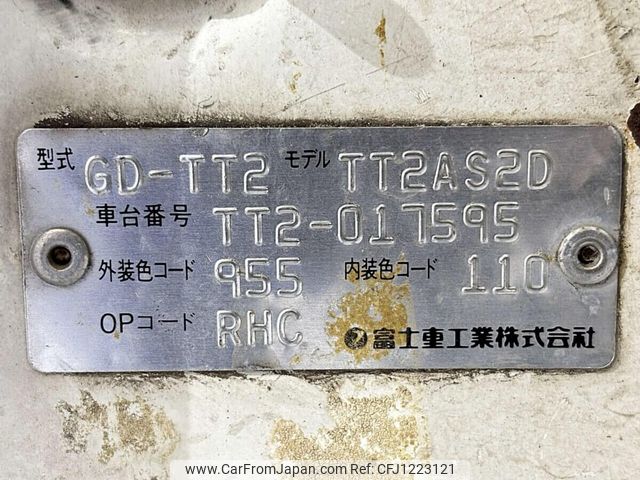 型式 GD-TT2 モデル TT2AS2D
車台番号 TT2-017595
外装色コード 955 内装色コード 110
OPコード RHC 富士重工業株式会社
© www.CarFromJapan.com | CFJ1223121